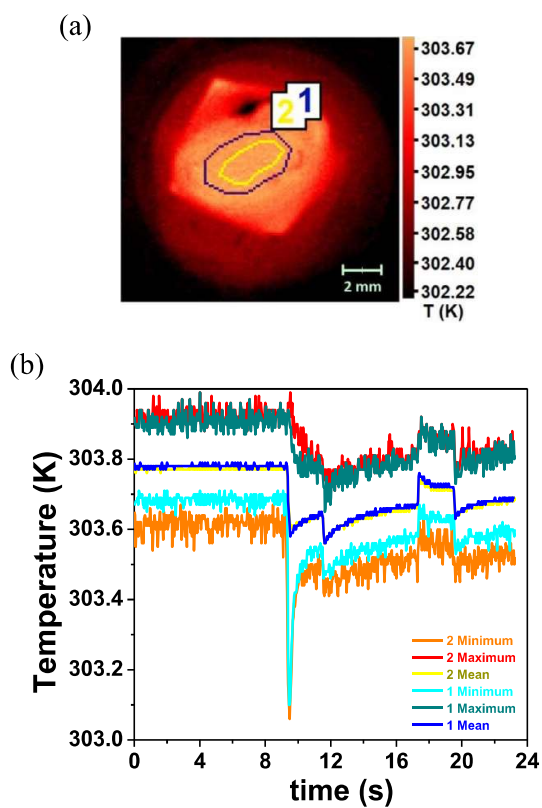 (a)
2 1
303.67
303.49
303.31
303.13
302.95
302.77
302.58
302.40
302.22
T (K)
2 mm
(b)
304.0
303.8
303.6
303.4
303.2
303.0
Temperature (K)
2 Minimum
2 Maximum
2 Mean
1 Minimum
1 Maximum
1 Mean
0 4 8 12 16 20 24
time (s)